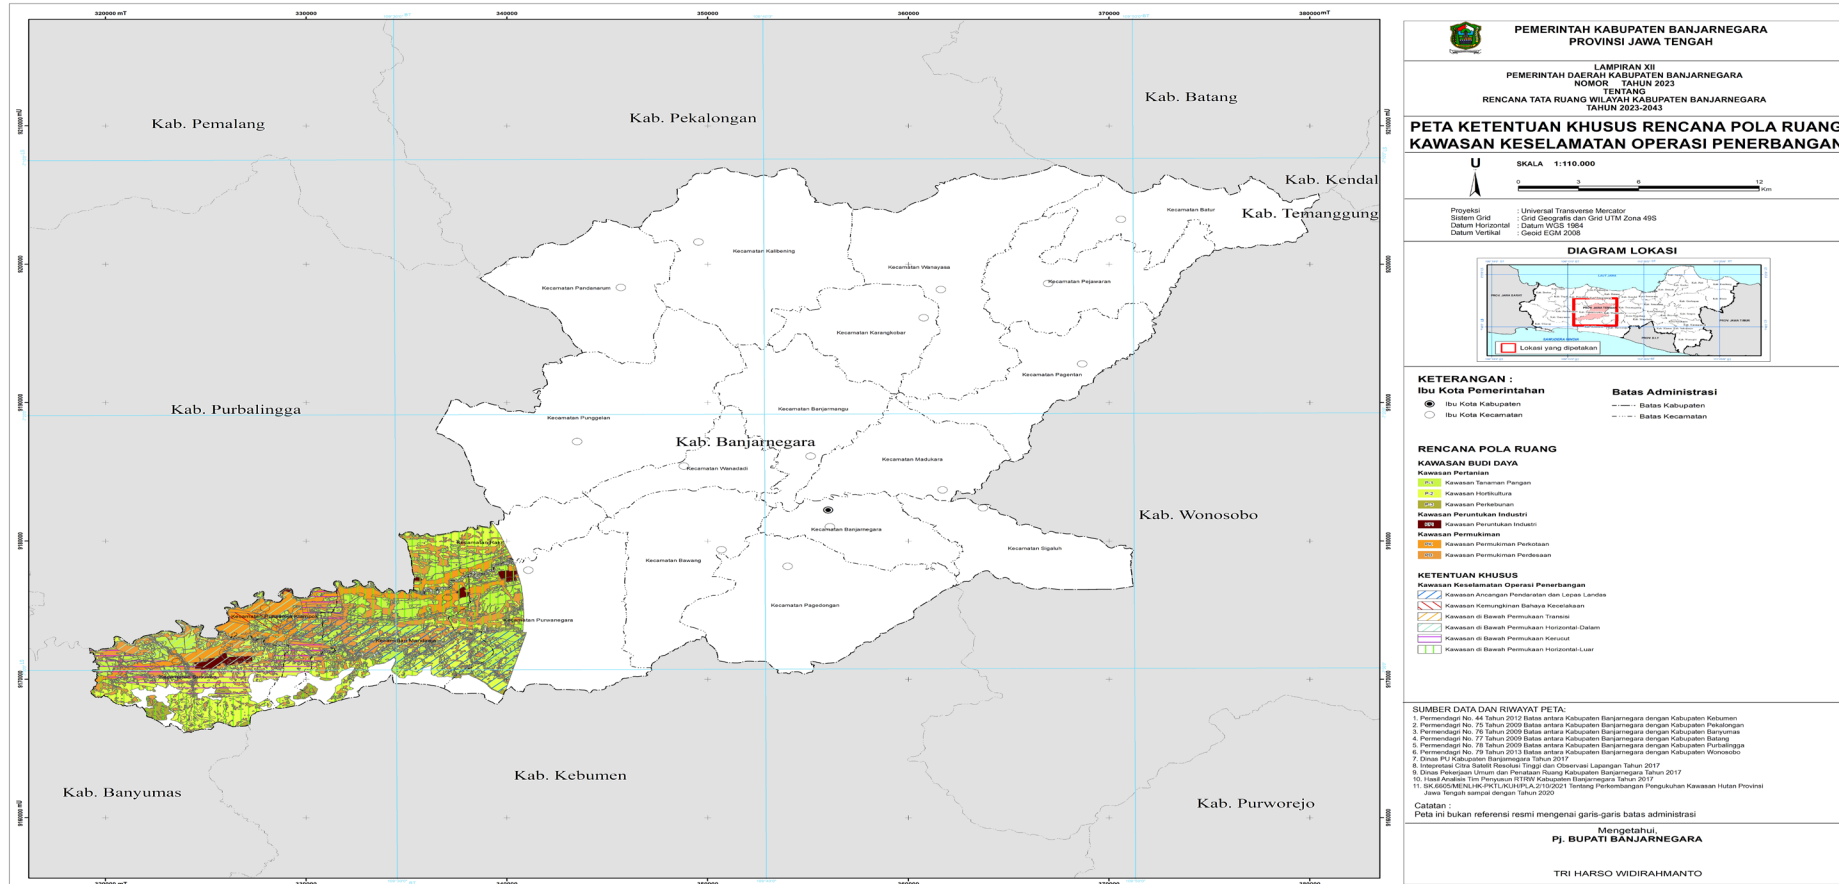 320000 mT
330000
340000
350000
360000
370000
380000 mT
Kab. Pemalang
Kab. Pekalongan
Kab. Batang
Kab. Kendal
Kab. Temanggung
Kab. Purbalingga
Kab. Banjarnegara
Kab. Wonosobo
Kab. Banyumas
Kab. Kebumen
Kab. Purworejo
Kecamatan Batur
Kecamatan Kalibening
Kecamatan Wanayasa
Kecamatan Pejawaran
Kecamatan Pandanarum
Kecamatan Karangkobar
Kecamatan Pagentan
Kecamatan Banjarmangu
Kecamatan Punggelan
Kecamatan Madukara
Kecamatan Wanadadi
Kecamatan Banjarnegara
Kecamatan Sigaluh
Kecamatan Bawang
Kecamatan Pagedongan
Kecamatan Purwanegara
9210000 mU
9200000
9190000
9180000
9170000
9160000 mU
PEMERINTAH KABUPATEN BANJARNEGARA
PROVINSI JAWA TENGAH
LAMPIRAN XII
PEMERINTAH DAERAH KABUPATEN BANJARNEGARA
NOMOR TAHUN 2023
TENTANG
RENCANA TATA RUANG WILAYAH KABUPATEN BANJARNEGARA
TAHUN 2023-2043
PETA KETENTUAN KHUSUS RENCANA POLA RUANG
KAWASAN KESELAMATAN OPERASI PENERBANGAN
U
SKALA 1:110.000
0 3 6 12
Km
Proyeksi : Universal Transverse Mercator
Sistem Grid : Grid Geografis dan Grid UTM Zona 49S
Datum Horizontal : Datum WGS 1984
Datum Vertikal : Geoid EGM 2008
DIAGRAM LOKASI
Lokasi yang dipetakan
KETERANGAN :
Ibu Kota Pemerintahan
Ibu Kota Kabupaten
Ibu Kota Kecamatan
Batas Administrasi
Batas Kabupaten
Batas Kecamatan
RENCANA POLA RUANG
KAWASAN BUDI DAYA
Kawasan Pertanian
P-1 Kawasan Tanaman Pangan
P-2 Kawasan Hortikultura
P-3 Kawasan Perkebunan
Kawasan Peruntukan Industri
Kawasan Peruntukan Industri
Kawasan Permukiman
Kawasan Permukiman Perkotaan
Kawasan Permukiman Perdesaan
KETENTUAN KHUSUS
Kawasan Keselamatan Operasi Penerbangan
Kawasan Ancangan Pendaratan dan Lepas Landas
Kawasan Kemungkinan Bahaya Kecelakaan
Kawasan di Bawah Permukaan Transisi
Kawasan di Bawah Permukaan Horizontal-Dalam
Kawasan di Bawah Permukaan Kerucut
Kawasan di Bawah Permukaan Horizontal-Luar
SUMBER DATA DAN RIWAYAT PETA:
1. Permendagri No. 44 Tahun 2012 Batas antara Kabupaten Banjarnegara dengan Kabupaten Kebumen
2. Permendagri No. 75 Tahun 2009 Batas antara Kabupaten Banjarnegara dengan Kabupaten Pekalongan
3. Permendagri No. 76 Tahun 2009 Batas antara Kabupaten Banjarnegara dengan Kabupaten Banyumas
4. Permendagri No. 77 Tahun 2009 Batas antara Kabupaten Banjarnegara dengan Kabupaten Batang
5. Permendagri No. 78 Tahun 2009 Batas antara Kabupaten Banjarnegara dengan Kabupaten Purbalingga
6. Permendagri No. 79 Tahun 2013 Batas antara Kabupaten Banjarnegara dengan Kabupaten Wonosobo
7. Dinas PU Kabupaten Banjarnegara Tahun 2017
8. Intepretasi Citra Satelit Resolusi Tinggi dan Observasi Lapangan Tahun 2017
9. Dinas Pekerjaan Umum dan Penataan Ruang Kabupaten Banjarnegara Tahun 2017
10. Hasil Analisis Tim Penyusun RTRW Kabupaten Banjarnegara Tahun 2017
11. SK.6605/MENLHK-PKTL/KUH/PLA.2/10/2021 Tentang Perkembangan Pengukuhan Kawasan Hutan Provinsi
Jawa Tengah sampai dengan Tahun 2020
Catatan :
Peta ini bukan referensi resmi mengenai garis-garis batas administrasi
Mengetahui,
Pj. BUPATI BANJARNEGARA
TRI HARSO WIDIRAHMANTO